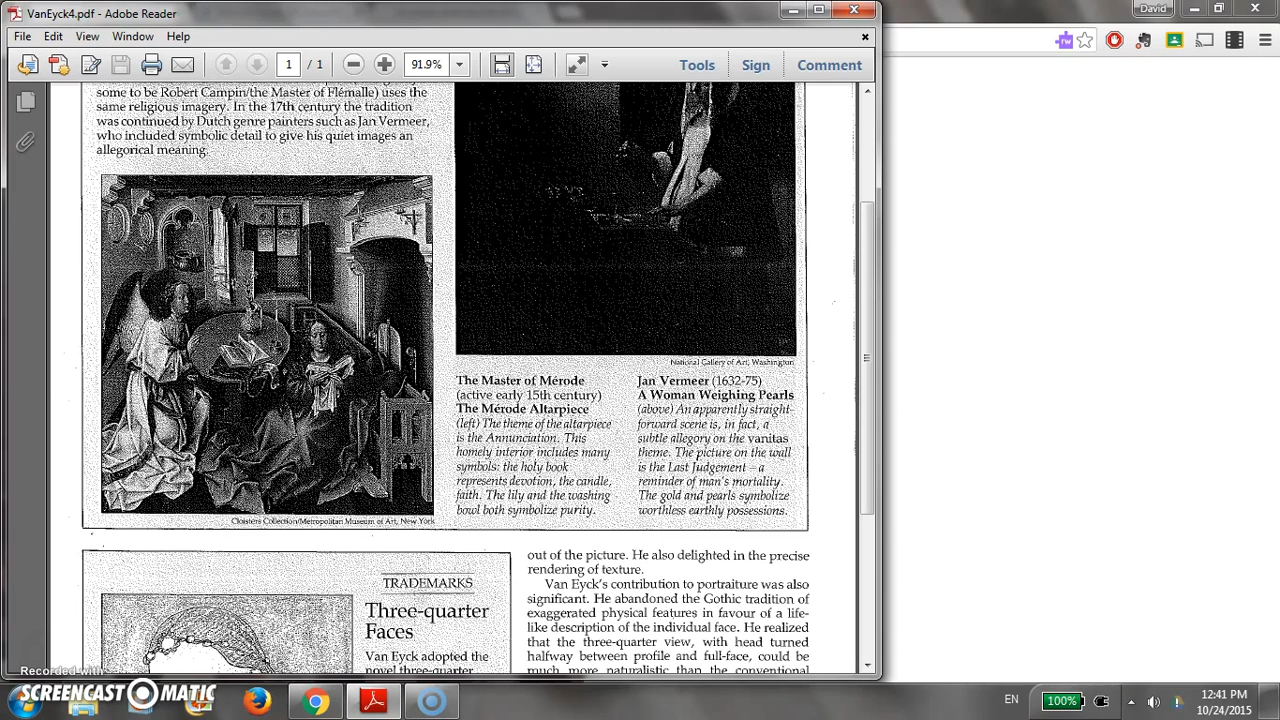 VanEyck4.pdf - Adobe Reader
David
File Edit View Window Help
1 / 1 91.9% Tools Sign Comment
some to be Robert Campin/the Master of Flémalle) uses the
same religious imagery. In the 17th century the tradition
was continued by Dutch genre painters such as Jan Vermeer,
who included symbolic detail to give his quiet images an
allegorical meaning.
National Gallery of Art, Washington
The Master of Mérode
(active early 15th century)
The Mérode Altarpiece
(left) The theme of the altarpiece
is the Annunciation. This
homely interior includes many
symbols: the holy book
represents devotion, the candle,
faith. The lily and the washing
bowl both symbolize purity.
Jan Vermeer (1632-75)
A Woman Weighing Pearls
(above) An apparently straight-
forward scene is, in fact, a
subtle allegory on the vanitas
theme. The picture on the wall
is the Last Judgement – a
reminder of man's mortality.
The gold and pearls symbolize
worthless earthly possessions.
Cloisters Collection/Metropolitan Museum of Art, New York
TRADEMARKS
Three-quarter
Faces
Van Eyck adopted the
novel three-quarter
out of the picture. He also delighted in the precise
rendering of texture.
Van Eyck's contribution to portraiture was also
significant. He abandoned the Gothic tradition of
exaggerated physical features in favour of a life-
like description of the individual face. He realized
that the three-quarter view, with head turned
halfway between profile and full-face, could be
much more naturalistic than the conventional
Recorded with
SCREENCAST-O-MATIC
EN 100% 12:41 PM
10/24/2015